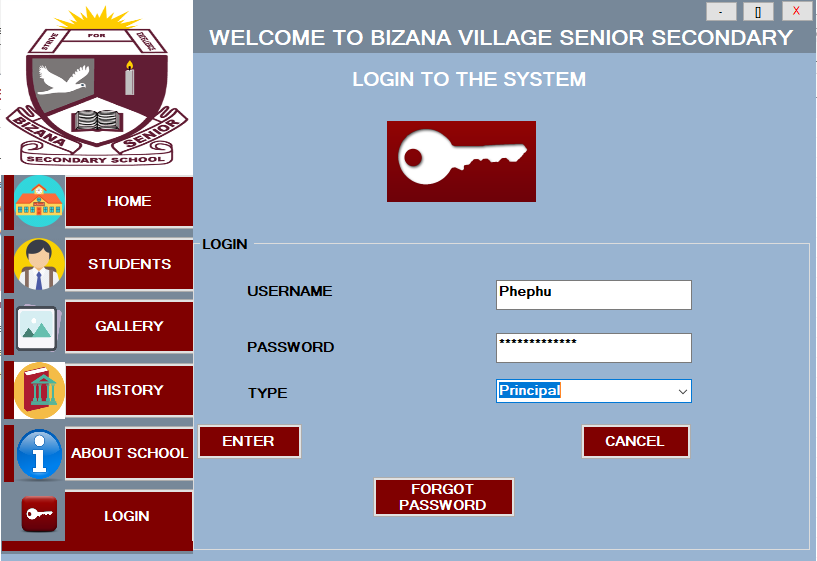 - [] X
WELCOME TO BIZANA VILLAGE SENIOR SECONDARY
LOGIN TO THE SYSTEM
STRIVE FOR EXCELLENCE
BIZANA SENIOR
SECONDARY SCHOOL
HOME
STUDENTS
GALLERY
HISTORY
ABOUT SCHOOL
LOGIN
LOGIN
USERNAME Phephu
PASSWORD *************
TYPE Principal
ENTER CANCEL
FORGOT
PASSWORD